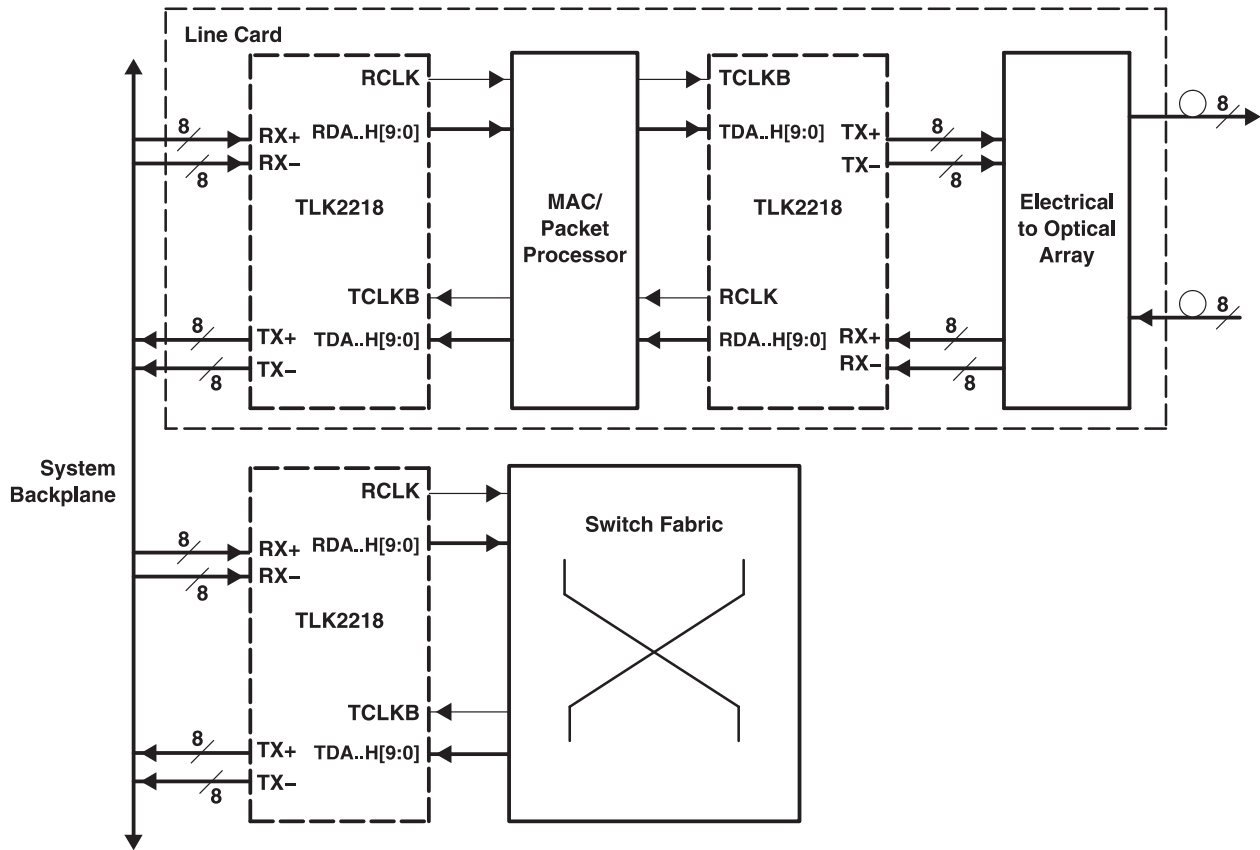 Line Card
RCLK
TCLKB
8
RX+
RDA..H[9:0]
TDA..H[9:0]
TX+
8
8
RX–
8
TX–
8
TLK2218
MAC/
Packet
Processor
TLK2218
Electrical
to Optical
Array
TCLKB
RCLK
8
8
TX+
TDA..H[9:0]
RDA..H[9:0]
RX+
8
TX–
8
RX–
8
System
Backplane
RCLK
Switch Fabric
8
RX+
RDA..H[9:0]
RX–
8
TLK2218
TCLKB
8
TX+
TDA..H[9:0]
TX–
8